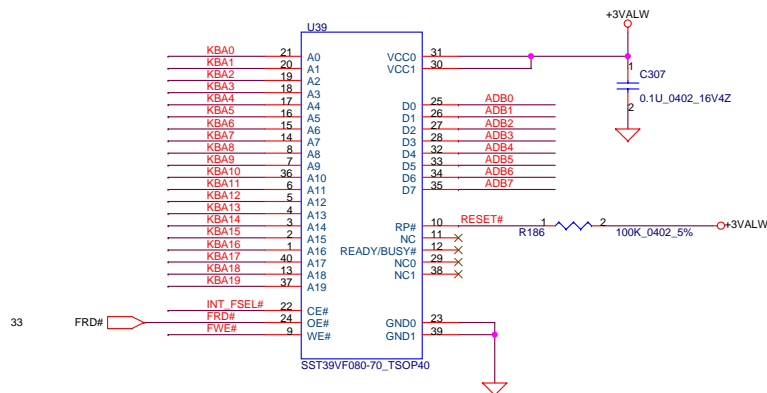 +3VALW
U39
KBA0 21 A0 VCC0 31
KBA1 20 A1 VCC1 30
KBA2 19 A2
KBA3 18 A3
KBA4 17 A4 D0 25 ADB0
KBA5 16 A5 D1 26 ADB1
KBA6 15 A6 D2 27 ADB2
KBA7 14 A7 D3 28 ADB3
KBA8 8 A8 D4 32 ADB4
KBA9 7 A9 D5 33 ADB5
KBA10 36 A10 D6 34 ADB6
KBA11 6 A11 D7 35 ADB7
KBA12 5 A12
KBA13 4 A13
KBA14 3 A14 RP# 10 RESET# 1 R186 2 100K_0402_5% +3VALW
KBA15 2 A15 NC 11
KBA16 1 A16 READY/BUSY# 12
KBA17 40 A17 NC0 29
KBA18 13 A18 NC1 38
KBA19 37 A19
1 C307
0.1U_0402_16V4Z
2
INT_FSEL# 22 CE#
33 FRD# FRD# 24 OE# GND0 23
FWE# 9 WE# GND1 39
SST39VF080-70_TSOP40